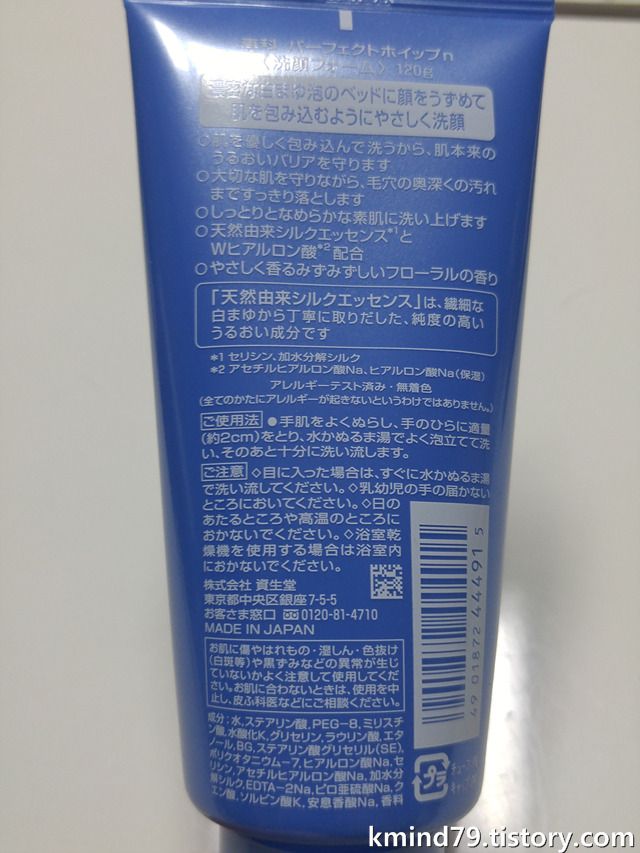 専科 パーフェクトホイップn
〈洗顔フォーム〉 120g
濃密な白まゆ泡のベッドに顔をうずめて
肌を包み込むようにやさしく洗顔
○肌を優しく包み込んで洗うから、肌本来の
うるおいバリアを守ります
○大切な肌を守りながら、毛穴の奥深くの汚れ
まですっきり落とします
○しっとりとなめらかな素肌に洗い上げます
○天然由来シルクエッセンス*1と
Wヒアルロン酸*2配合
○やさしく香るみずみずしいフローラルの香り
「天然由来シルクエッセンス」は、繊細な
白まゆから丁寧に取りだした、純度の高い
うるおい成分です
*1 セリシン、加水分解シルク
*2 アセチルヒアルロン酸Na、ヒアルロン酸Na(保湿)
アレルギーテスト済み・無着色
(全てのかたにアレルギーが起きないというわけではありません。)
ご使用法 ●手肌をよくぬらし、手のひらに適量
(約2cm)をとり、水かぬるま湯でよく泡立てて洗
い、そのあと十分に洗い流します。
ご注意 ◇目に入った場合は、すぐに水かぬるま湯
で洗い流してください。◇乳幼児の手の届かない
ところにおいてください。◇日の
あたるところや高温のところに
おかないでください。◇浴室乾
燥機を使用する場合は浴室内
におかないでください。
株式会社 資生堂
東京都中央区銀座7-5-5
お客さま窓口 0120-81-4710
MADE IN JAPAN
お肌に傷やはれもの・湿しん・色抜け
(白斑等)や黒ずみなどの異常が生じ
ていないかよく注意して使用してくだ
さい。お肌に合わないときは、使用を中
止し、皮ふ科医などにご相談ください。
成分：水,ステアリン酸,PEG-8,ミリスチ
ン酸,水酸化K,グリセリン,ラウリン酸,エタ
ノール,BG,ステアリン酸グリセリル(SE),
ポリクオタニウム-7,ヒアルロン酸Na,セ
リシン,アセチルヒアルロン酸Na,加水分
解シルク,EDTA-2Na,ピロ亜硫酸Na,ク
エン酸,ソルビン酸K,安息香酸Na,香料
4 901872 444915
プラ
チューブ
キャップ
kmind79.tistory.com